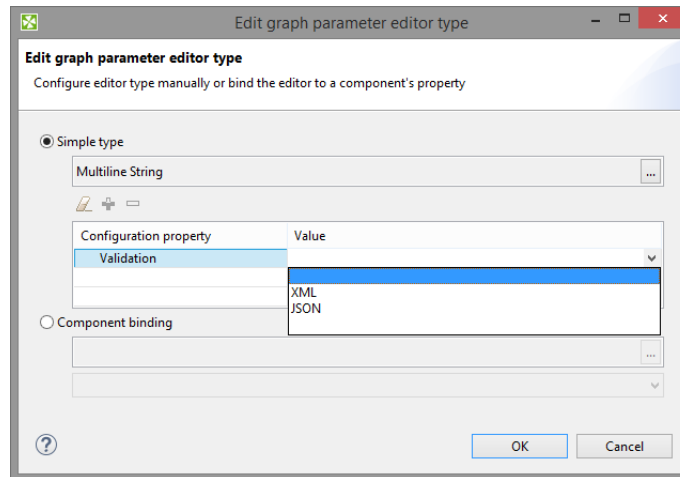 Edit graph parameter editor type
Edit graph parameter editor type
Configure editor type manually or bind the editor to a component's property
Simple type
Multiline String
...
Configuration property Value
Validation
XML
JSON
Component binding
...
?
OK Cancel